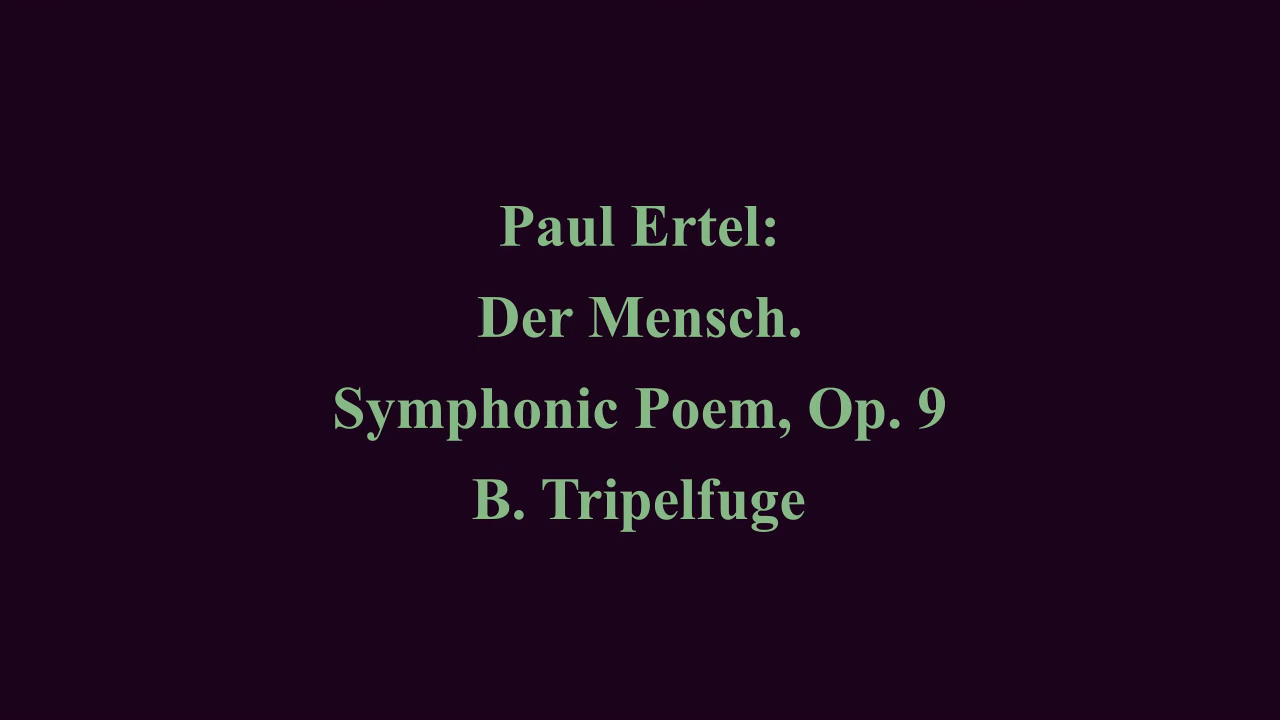 Paul Ertel:
Der Mensch.
Symphonic Poem, Op. 9
B. Tripelfuge